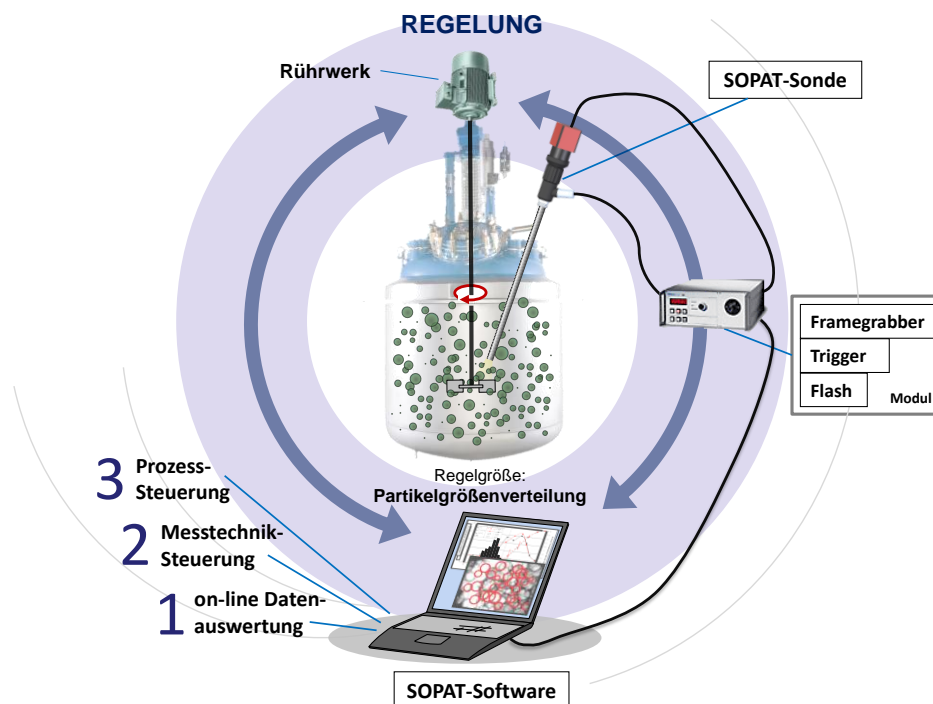 REGELUNG
Rührwerk
SOPAT-Sonde
Framegrabber
Trigger
Flash
Modul
Regelgröße:
Partikelgrößenverteilung
3 Prozess-
Steuerung
2 Messtechnik-
Steuerung
1 on-line Daten-
auswertung
SOPAT-Software